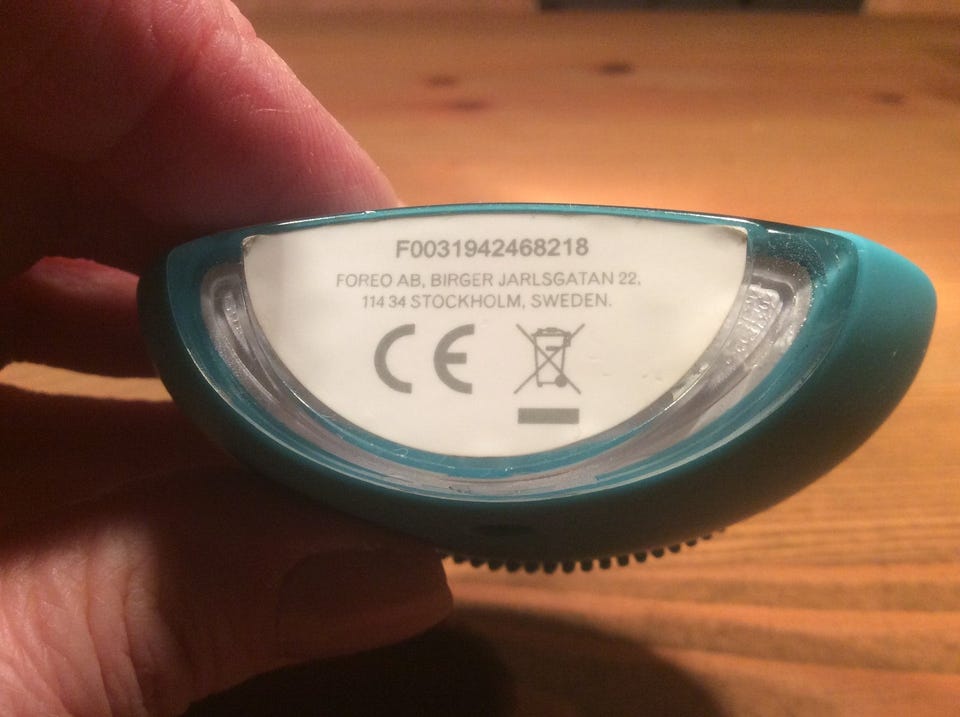 F0031942468218
FOREO AB, BIRGER JARLSGATAN 22,
114 34 STOCKHOLM, SWEDEN.
CE